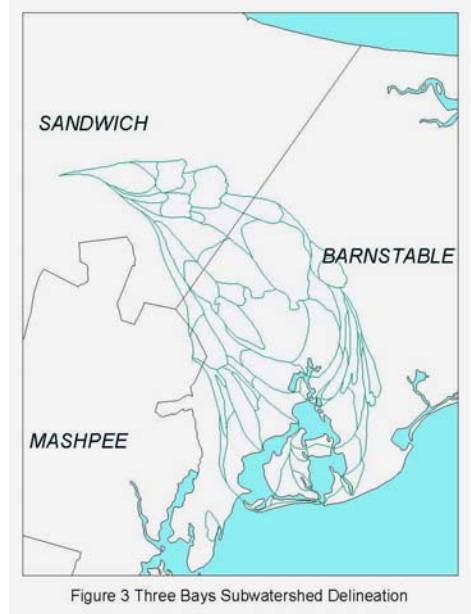 SANDWICH
BARNSTABLE
MASHPEE
Figure 3 Three Bays Subwatershed Delineation